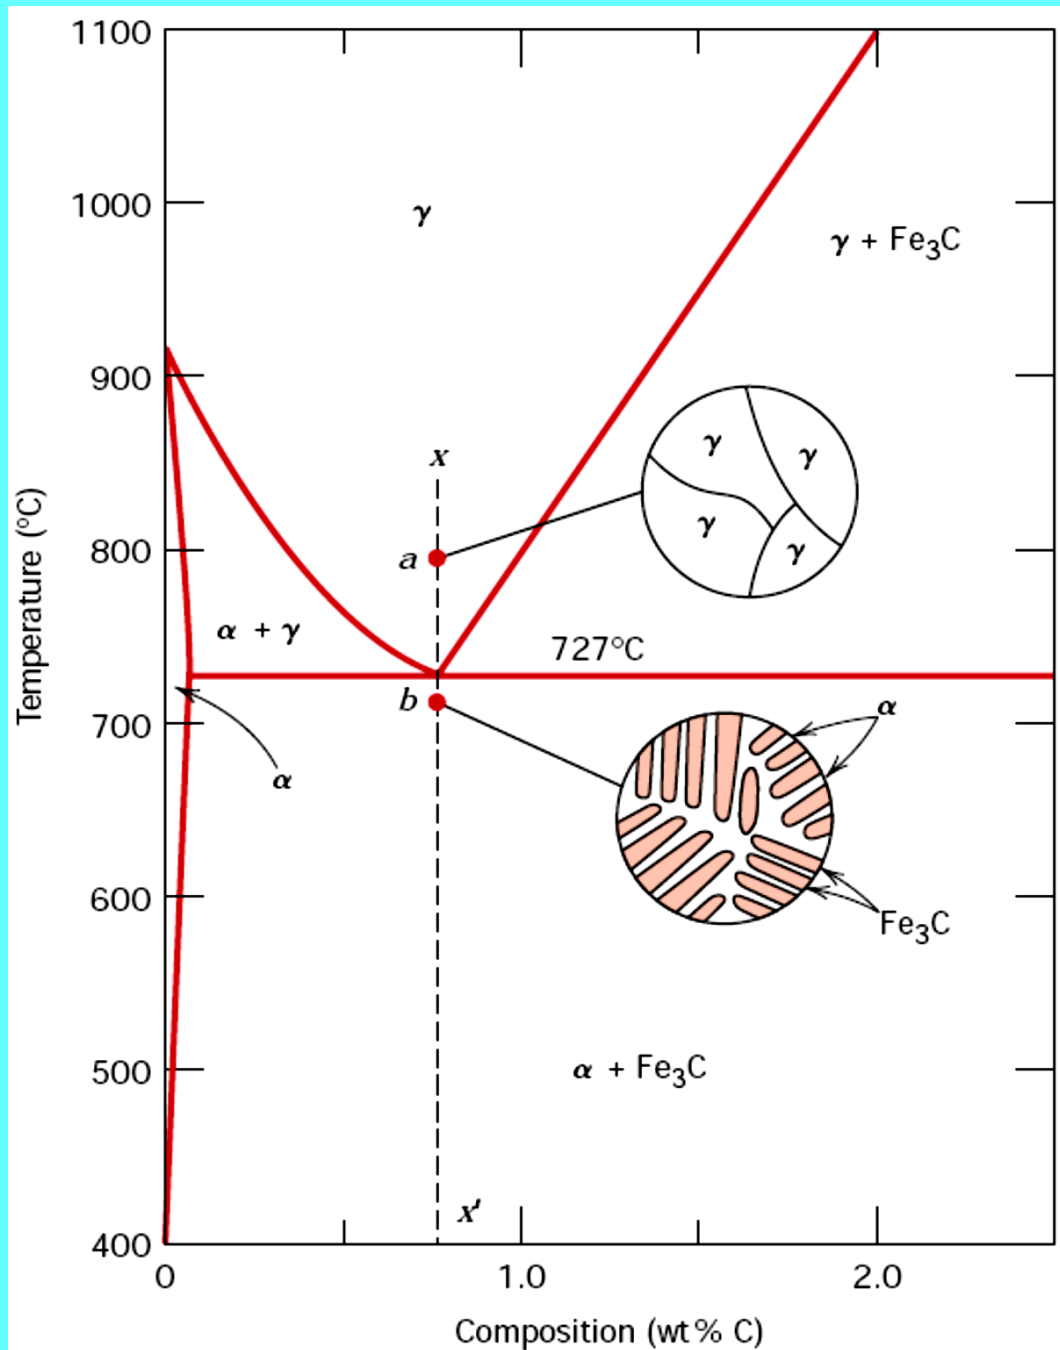 1100
1000
γ
γ + Fe₃C
900
γ
γ
x
γ
γ
800
a
α + γ
727°C
b
700
α
α
600
Fe₃C
500
α + Fe₃C
x′
400
0
1.0
2.0
Temperature (°C)
Composition (wt% C)